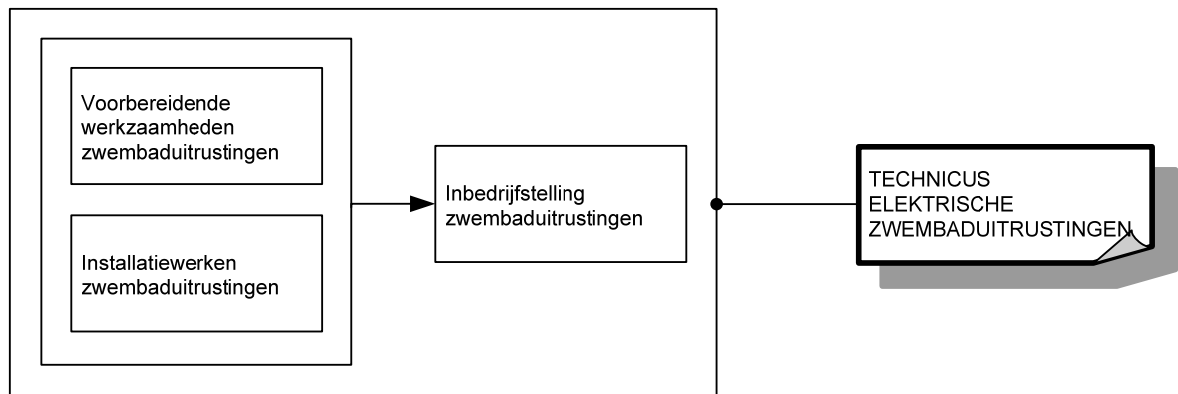 Voorbereidende
werkzaamheden
zwembaduitrustingen
Installatiewerken
zwembaduitrustingen
Inbedrijfstelling
zwembaduitrustingen
TECHNICUS
ELEKTRISCHE
ZWEMBADUITRUSTINGEN